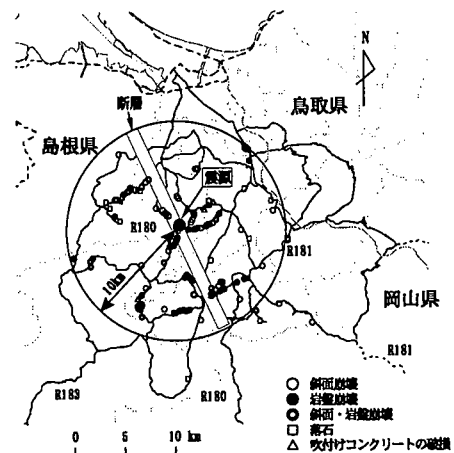 N
断層
鳥取県
島根県
震源
R180
R181
10km
岡山県
R181
R183
R180
○ 斜面崩壊
● 岩盤崩壊
◎ 斜面・岩盤崩壊
□ 落石
△ 吹付けコンクリートの破損
0 5 10 km